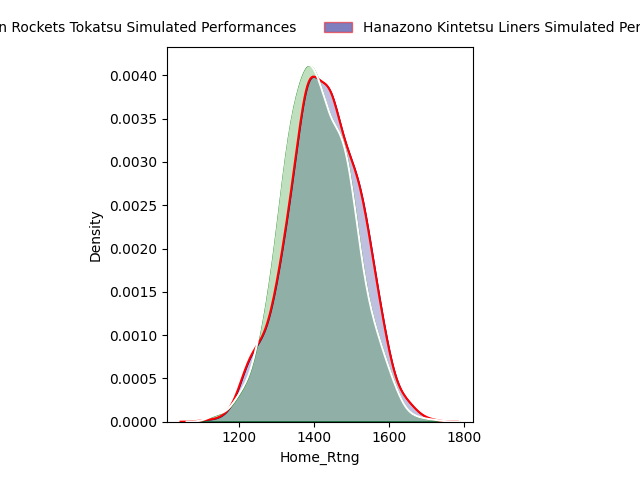 n Rockets Tokatsu Simulated Performances
Hanazono Kintetsu Liners Simulated Per
0.0040
0.0035
0.0030
0.0025
0.0020
0.0015
0.0010
0.0005
0.0000
Density
1200 1400 1600 1800
Home_Rtng